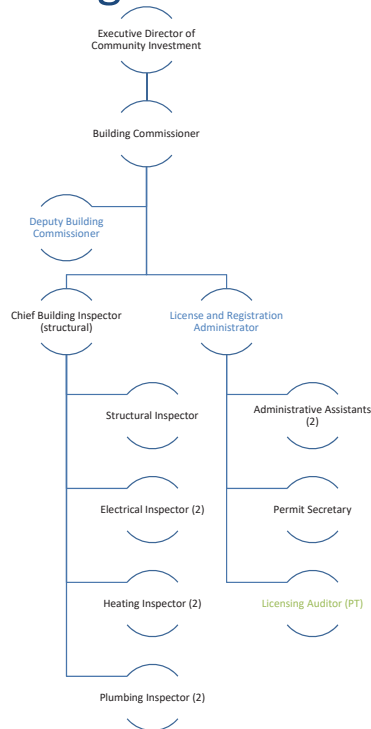 Executive Director of
Community Investment
Building Commissioner
Deputy Building
Commissioner
Chief Building Inspector
(structural)
License and Registration
Administrator
Structural Inspector
Administrative Assistants
(2)
Electrical Inspector (2)
Permit Secretary
Heating Inspector (2)
Licensing Auditor (PT)
Plumbing Inspector (2)